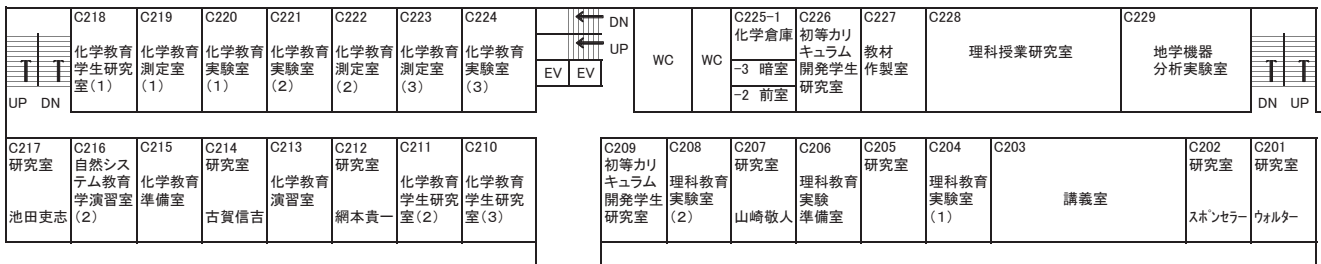 UP DN
C218
化学教育
学生研究
室(1)
C219
化学教育
測定室
(1)
C220
化学教育
実験室
(1)
C221
化学教育
実験室
(2)
C222
化学教育
測定室
(2)
C223
化学教育
測定室
(3)
C224
化学教育
実験室
(3)
DN
UP
EV EV
WC
WC
C225-1
化学倉庫
-3 暗室
-2 前室
C226
初等カリ
キュラム
開発学生
研究室
C227
教材
作製室
C228
理科授業研究室
C229
地学機器
分析実験室
DN UP
C217
研究室
池田吏志
C216
自然シス
テム教育
学演習室
(2)
C215
化学教育
準備室
C214
研究室
古賀信吉
C213
化学教育
演習室
C212
研究室
網本貴一
C211
化学教育
学生研究
室(2)
C210
化学教育
学生研究
室(3)
C209
初等カリ
キュラム
開発学生
研究室
C208
理科教育
実験室
(2)
C207
研究室
山崎敬人
C206
理科教育
実験
準備室
C205
研究室
C204
理科教育
実験室
(1)
C203
講義室
C202
研究室
スポンセラー
C201
研究室
ウォルター